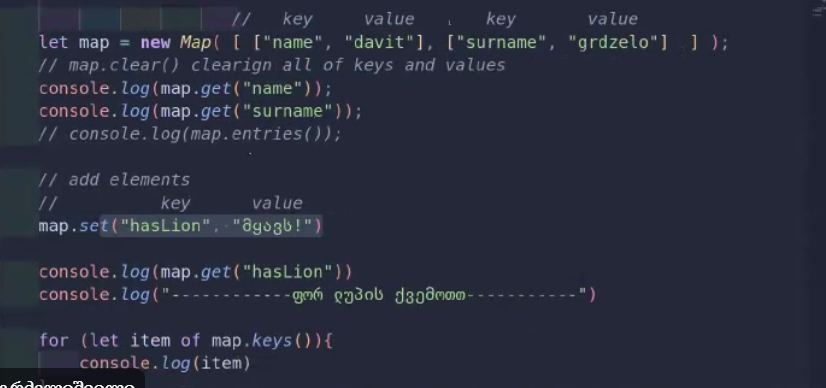 // key value key value
let map = new Map( [ ["name", "davit"], ["surname", "grdzelo"] ] );
// map.clear() clearign all of keys and values
console.log(map.get("name"));
console.log(map.get("surname"));
// console.log(map.entries());
// add elements
// key value
map.set("hasLion", "მყავს!")
console.log(map.get("hasLion"))
console.log("------------ფორ ლუპის ქვემოთთ-----------")
for (let item of map.keys()){
console.log(item)